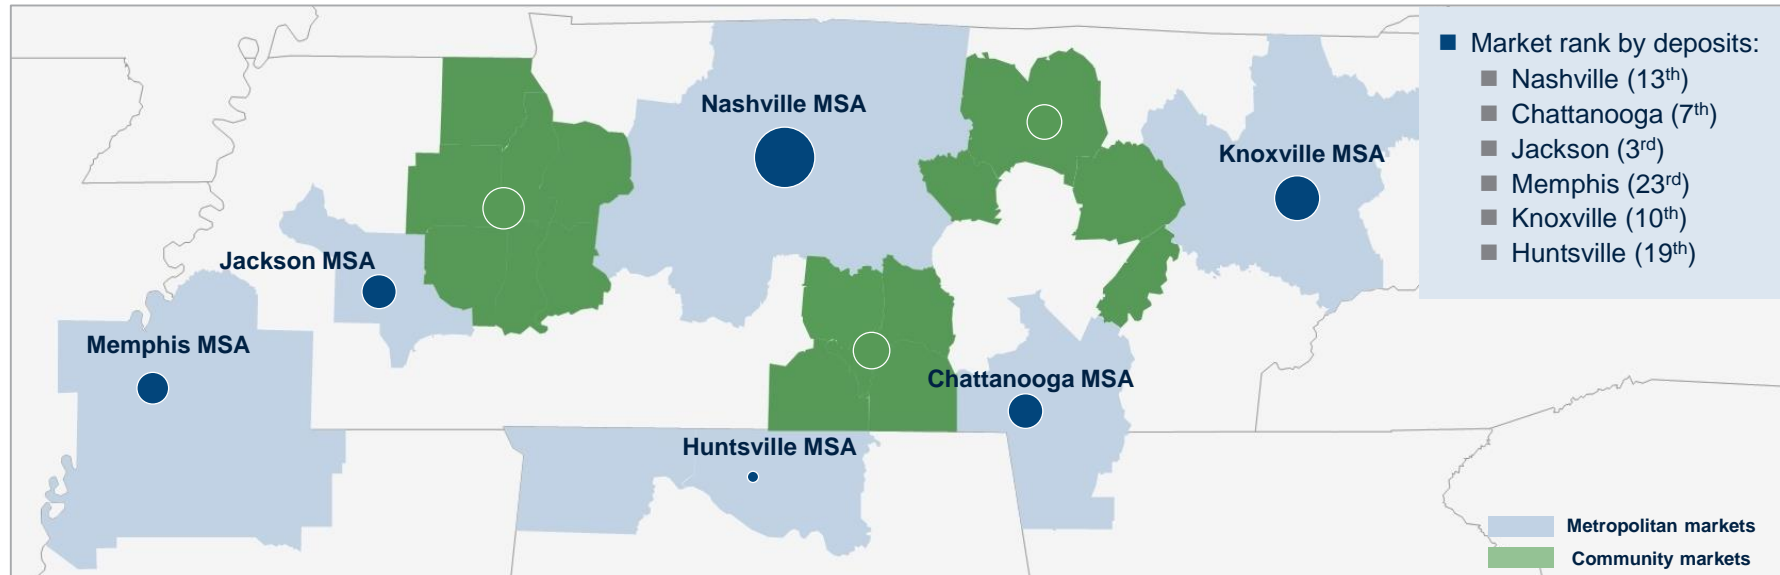 ■ Market rank by deposits:
■ Nashville (13th)
■ Chattanooga (7th)
■ Jackson (3rd)
■ Memphis (23rd)
■ Knoxville (10th)
■ Huntsville (19th)
Nashville MSA
Knoxville MSA
Jackson MSA
Memphis MSA
Chattanooga MSA
Huntsville MSA
Metropolitan markets
Community markets